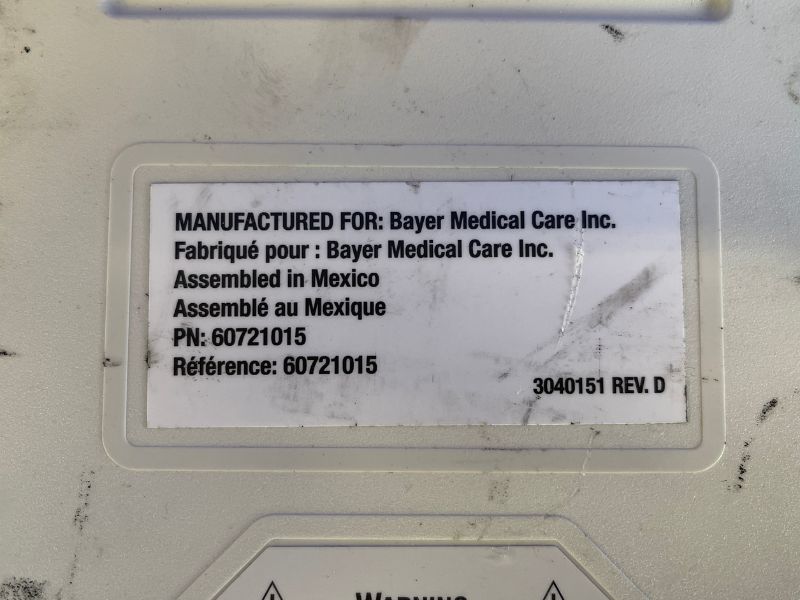 MANUFACTURED FOR: Bayer Medical Care Inc.
Fabriqué pour : Bayer Medical Care Inc.
Assembled in Mexico
Assemblé au Mexique
PN: 60721015
Référence: 60721015
3040151 REV. D
WARNING